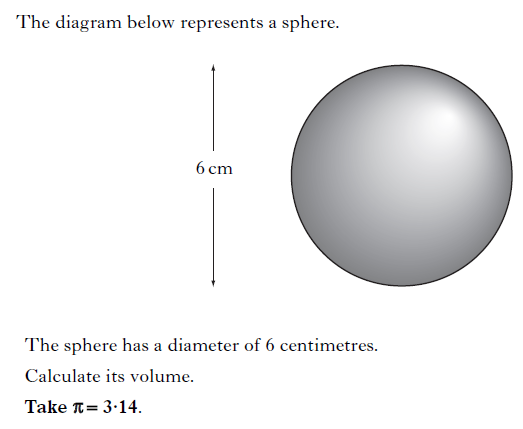 The diagram below represents a sphere.
6 cm
The sphere has a diameter of 6 centimetres.
Calculate its volume.
Take π = 3·14.